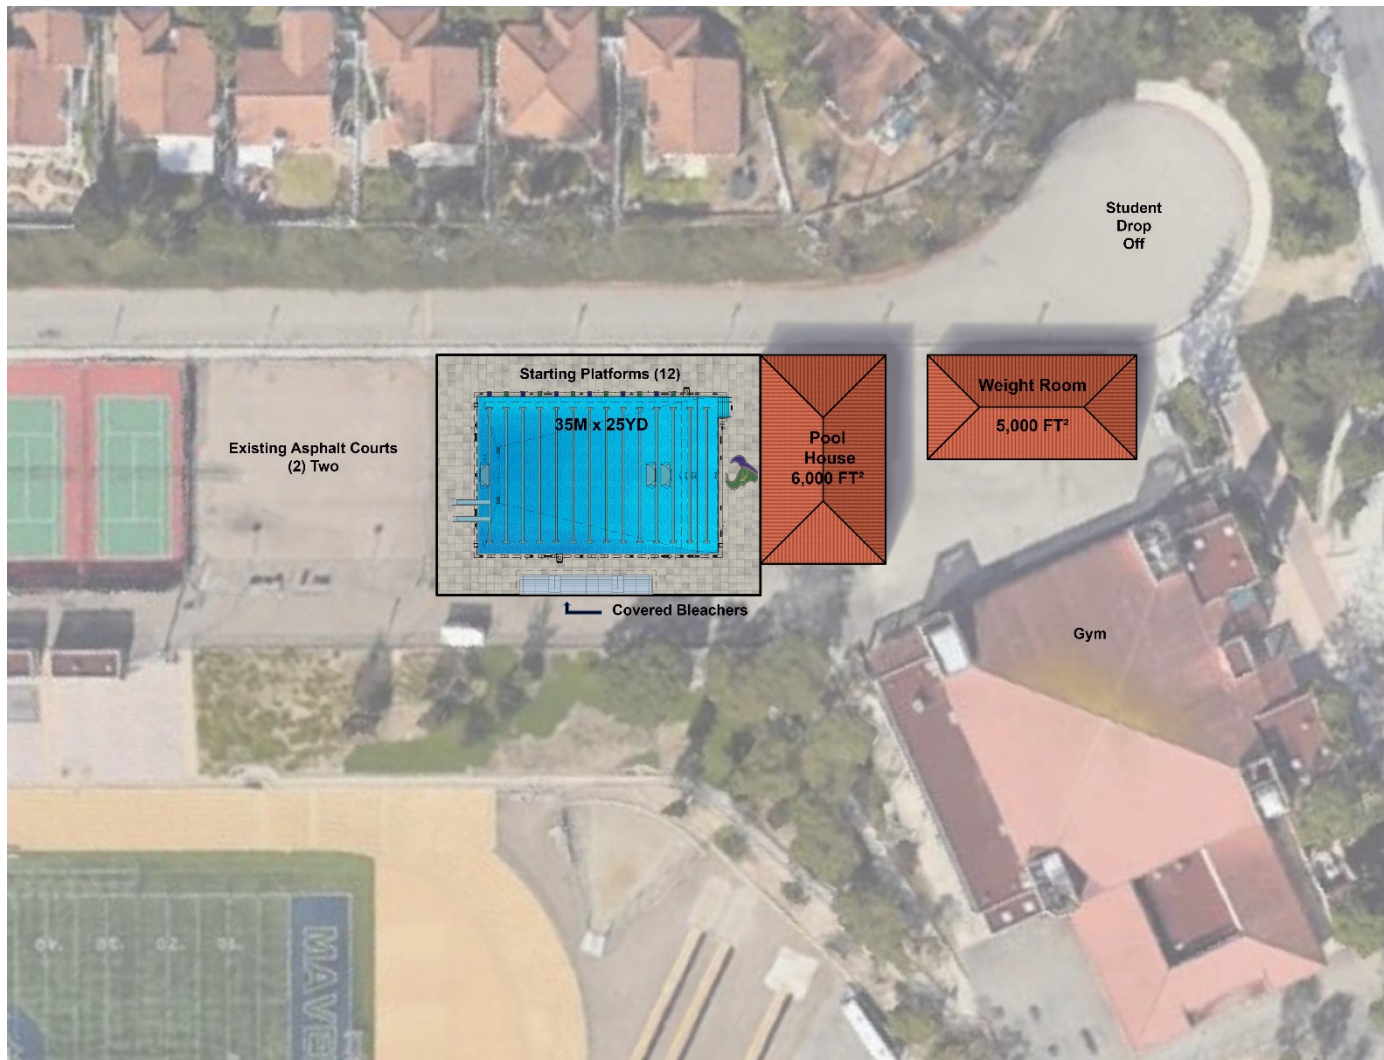 Student
Drop
Off
Starting Platforms (12)
35M x 25YD
Weight Room
5,000 FT²
Pool
House
6,000 FT²
Existing Asphalt Courts
(2) Two
Covered Bleachers
Gym
MAVE